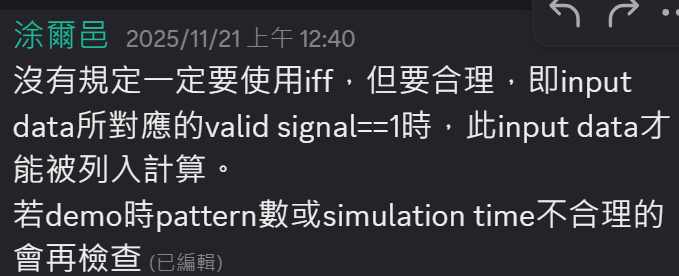 涂爾邑 2025/11/21 上午 12:40
沒有規定一定要使用iff，但要合理，即input
data所對應的valid signal==1時，此input data才
能被列入計算。
若demo時pattern數或simulation time不合理的
會再檢查 (已編輯)